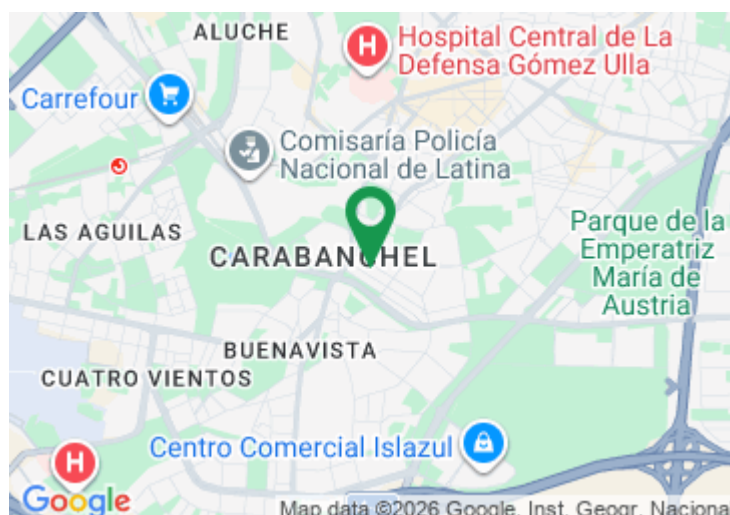 ALUCHE
Hospital Central de La
Defensa Gómez Ulla
Carrefour
Comisaría Policía
Nacional de Latina
LAS AGUILAS
CARABANCHEL
Parque de la
Emperatriz
María de
Austria
BUENAVISTA
CUATRO VIENTOS
Centro Comercial Islazul
H
H
Google
Map data ©2026 Google, Inst. Geogr. Naciona